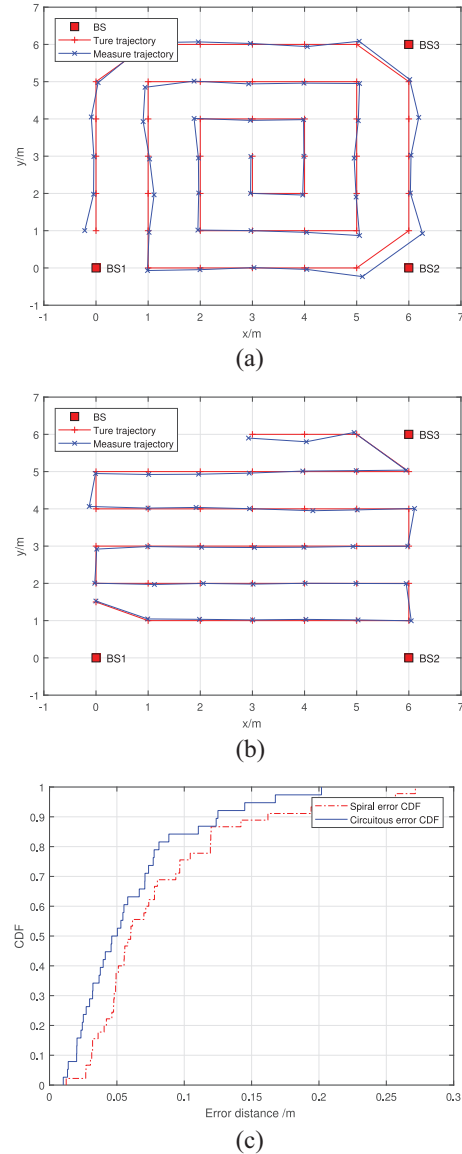 7
6
5
4
3
2
1
0
-1
y/m
BS
Ture trajectory
Measure trajectory
BS3
BS1
BS2
-1 0 1 2 3 4 5 6 7
x/m
(a)
7
6
5
4
3
2
1
0
-1
y/m
BS
Ture trajectory
Measure trajectory
BS3
BS1
BS2
-1 0 1 2 3 4 5 6 7
x/m
(b)
1
0.9
0.8
0.7
0.6
0.5
0.4
0.3
0.2
0.1
0
CDF
Spiral error CDF
Circuitous error CDF
0 0.05 0.1 0.15 0.2 0.25 0.3
Error distance /m
(c)